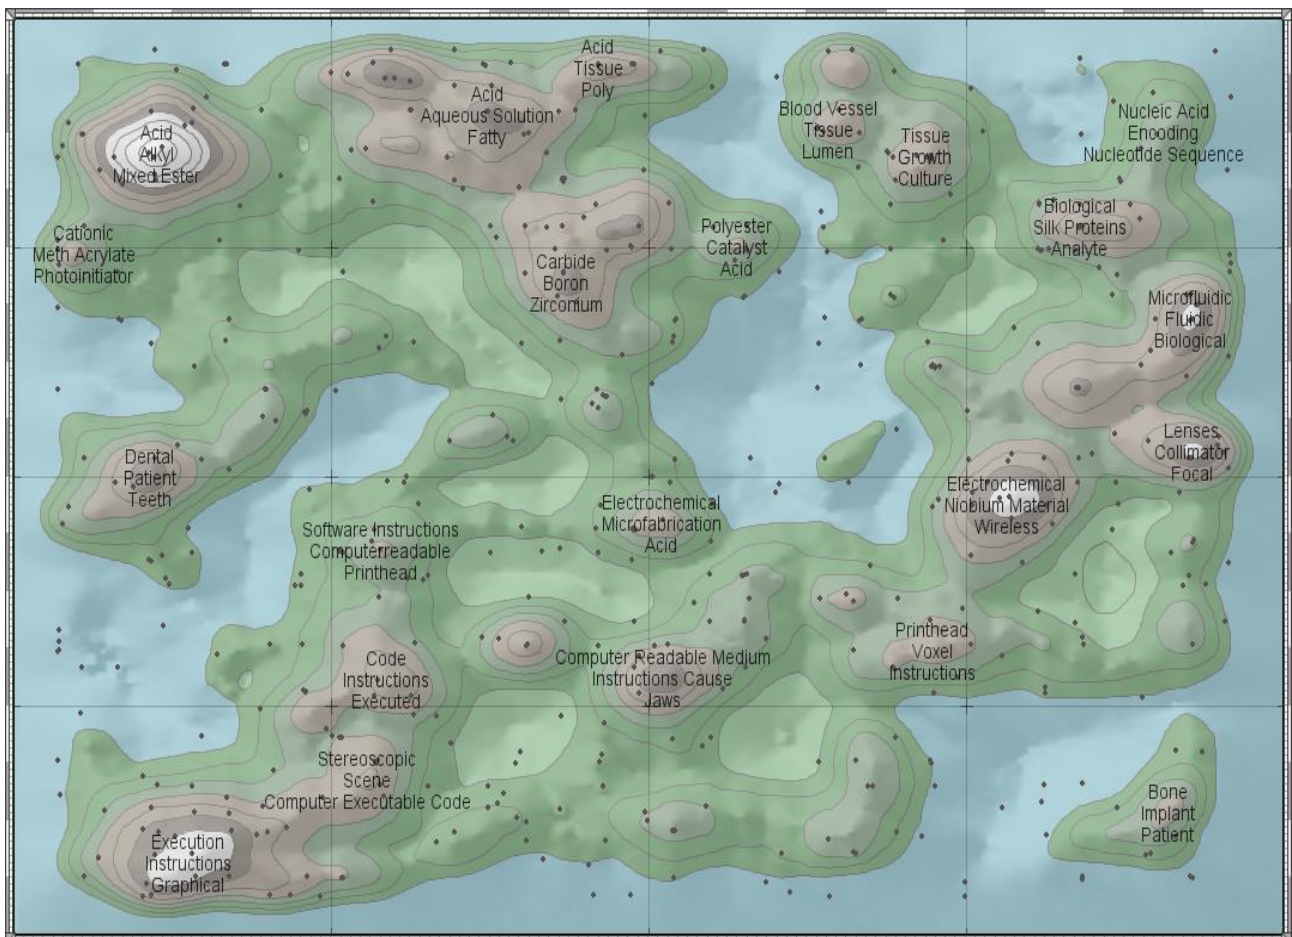 Acid
Tissue
Poly
Acid
Aqueous Solution
Fatty
Acid
Alkyl
Mixed Ester
Blood Vessel
Tissue
Lumen
Tissue
Growth
Culture
Nucleic Acid
Encoding
Nucleotide Sequence
Cationic
Meth Acrylate
Photoinitiator
Carbide
Boron
Zirconium
Polyester
Catalyst
Acid
Biological
Silk Proteins
Analyte
Microfluidic
Fluidic
Biological
Dental
Patient
Teeth
Lenses
Collimator
Focal
Electrochemical
Niobium Material
Wireless
Electrochemical
Microfabrication
Acid
Software Instructions
Computerreadable
Printhead
Code
Instructions
Executed
Computer Readable Medium
Instructions Cause
Jaws
Printhead
Voxel
Instructions
Stereoscopic
Scene
Computer Executable Code
Execution
Instructions
Graphical
Bone
Implant
Patient